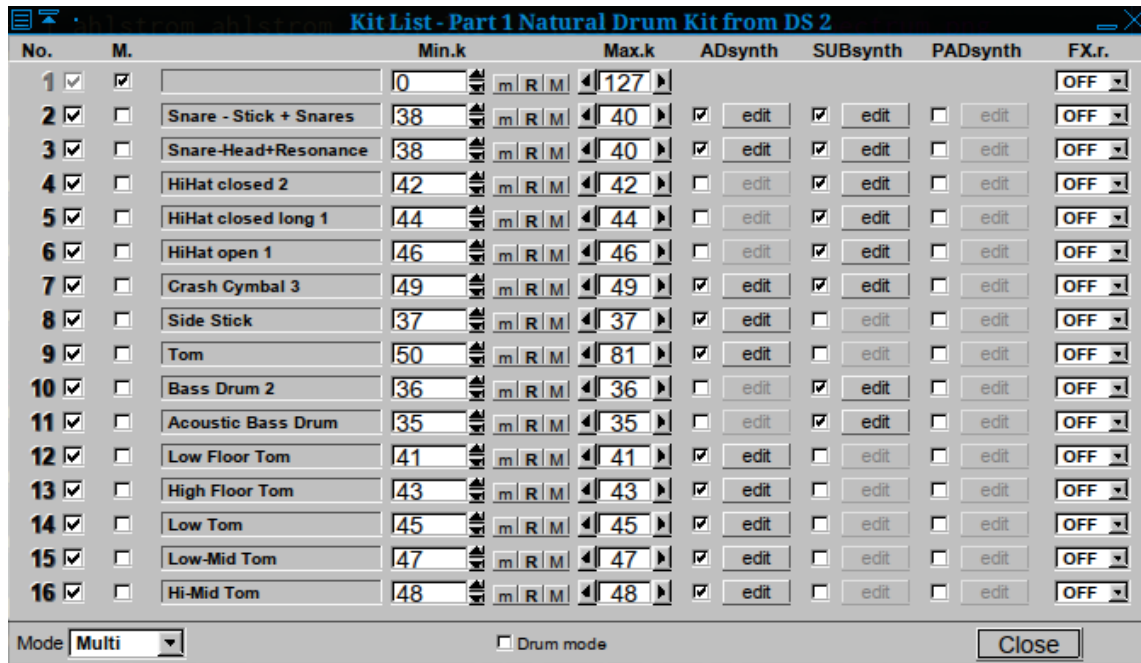 Kit List - Part 1 Natural Drum Kit from DS 2
No. M. Min.k Max.k ADsynth SUBsynth PADsynth FX.r.
1 0 m R M 127 OFF
2 Snare - Stick + Snares 38 m R M 40 edit edit edit OFF
3 Snare-Head+Resonance 38 m R M 40 edit edit edit OFF
4 HiHat closed 2 42 m R M 42 edit edit edit OFF
5 HiHat closed long 1 44 m R M 44 edit edit edit OFF
6 HiHat open 1 46 m R M 46 edit edit edit OFF
7 Crash Cymbal 3 49 m R M 49 edit edit edit OFF
8 Side Stick 37 m R M 37 edit edit edit OFF
9 Tom 50 m R M 81 edit edit edit OFF
10 Bass Drum 2 36 m R M 36 edit edit edit OFF
11 Acoustic Bass Drum 35 m R M 35 edit edit edit OFF
12 Low Floor Tom 41 m R M 41 edit edit edit OFF
13 High Floor Tom 43 m R M 43 edit edit edit OFF
14 Low Tom 45 m R M 45 edit edit edit OFF
15 Low-Mid Tom 47 m R M 47 edit edit edit OFF
16 Hi-Mid Tom 48 m R M 48 edit edit edit OFF
Mode Multi Drum mode Close